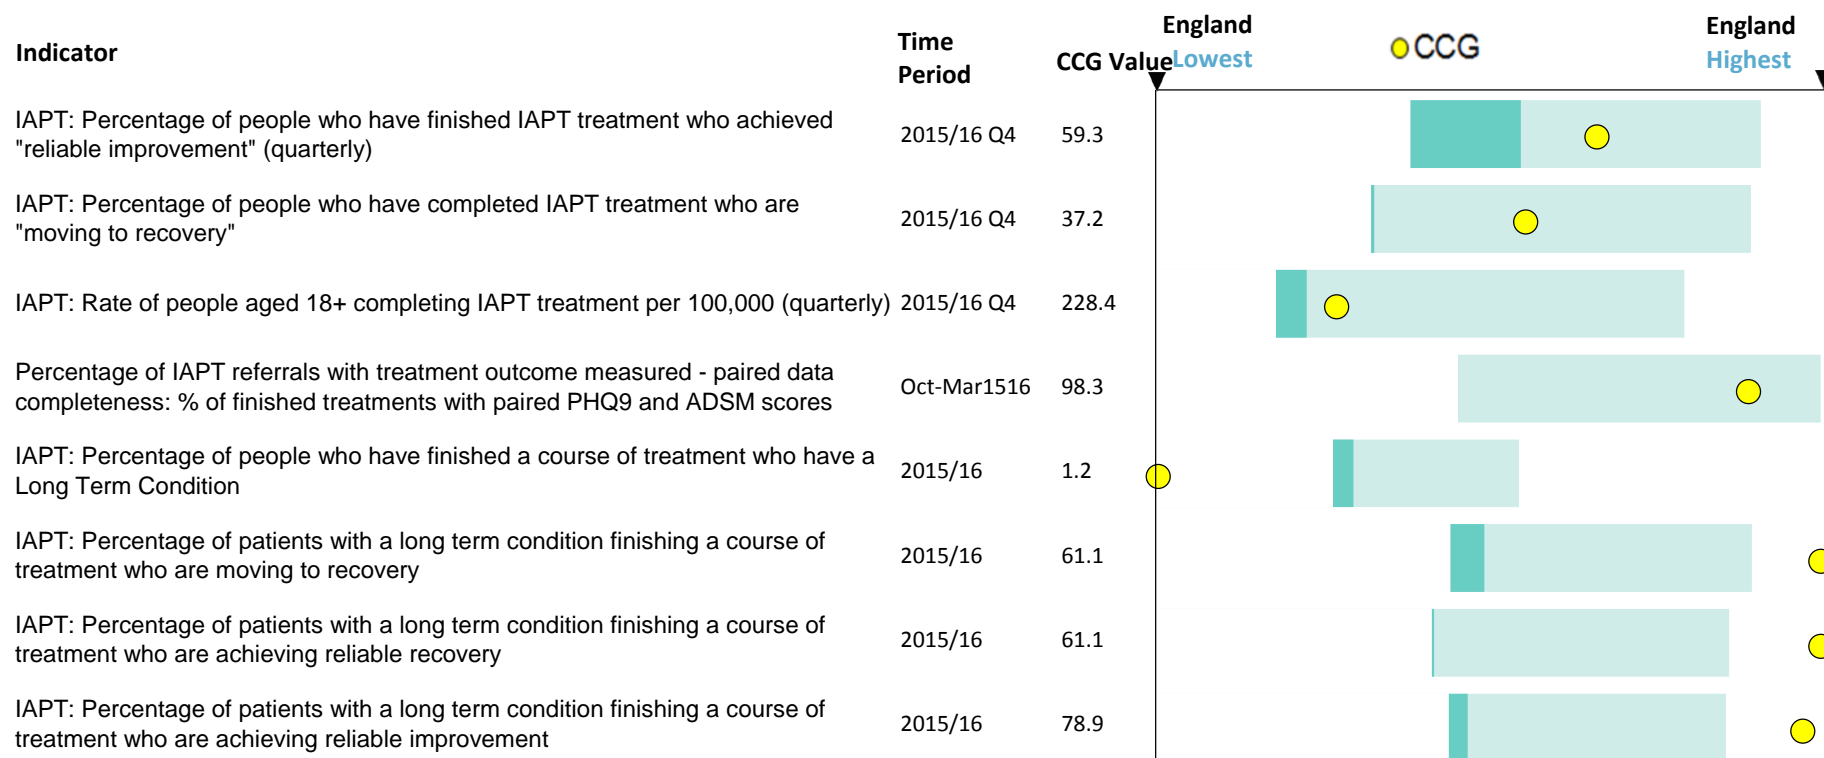 Indicator
Time
Period
CCG Value
England
Lowest
CCG
England
Highest
IAPT: Percentage of people who have finished IAPT treatment who achieved
"reliable improvement" (quarterly)
2015/16 Q4
59.3
IAPT: Percentage of people who have completed IAPT treatment who are
"moving to recovery"
2015/16 Q4
37.2
IAPT: Rate of people aged 18+ completing IAPT treatment per 100,000 (quarterly)
2015/16 Q4
228.4
Percentage of IAPT referrals with treatment outcome measured - paired data
completeness: % of finished treatments with paired PHQ9 and ADSM scores
Oct-Mar1516
98.3
IAPT: Percentage of people who have finished a course of treatment who have a
Long Term Condition
2015/16
1.2
IAPT: Percentage of patients with a long term condition finishing a course of
treatment who are moving to recovery
2015/16
61.1
IAPT: Percentage of patients with a long term condition finishing a course of
treatment who are achieving reliable recovery
2015/16
61.1
IAPT: Percentage of patients with a long term condition finishing a course of
treatment who are achieving reliable improvement
2015/16
78.9